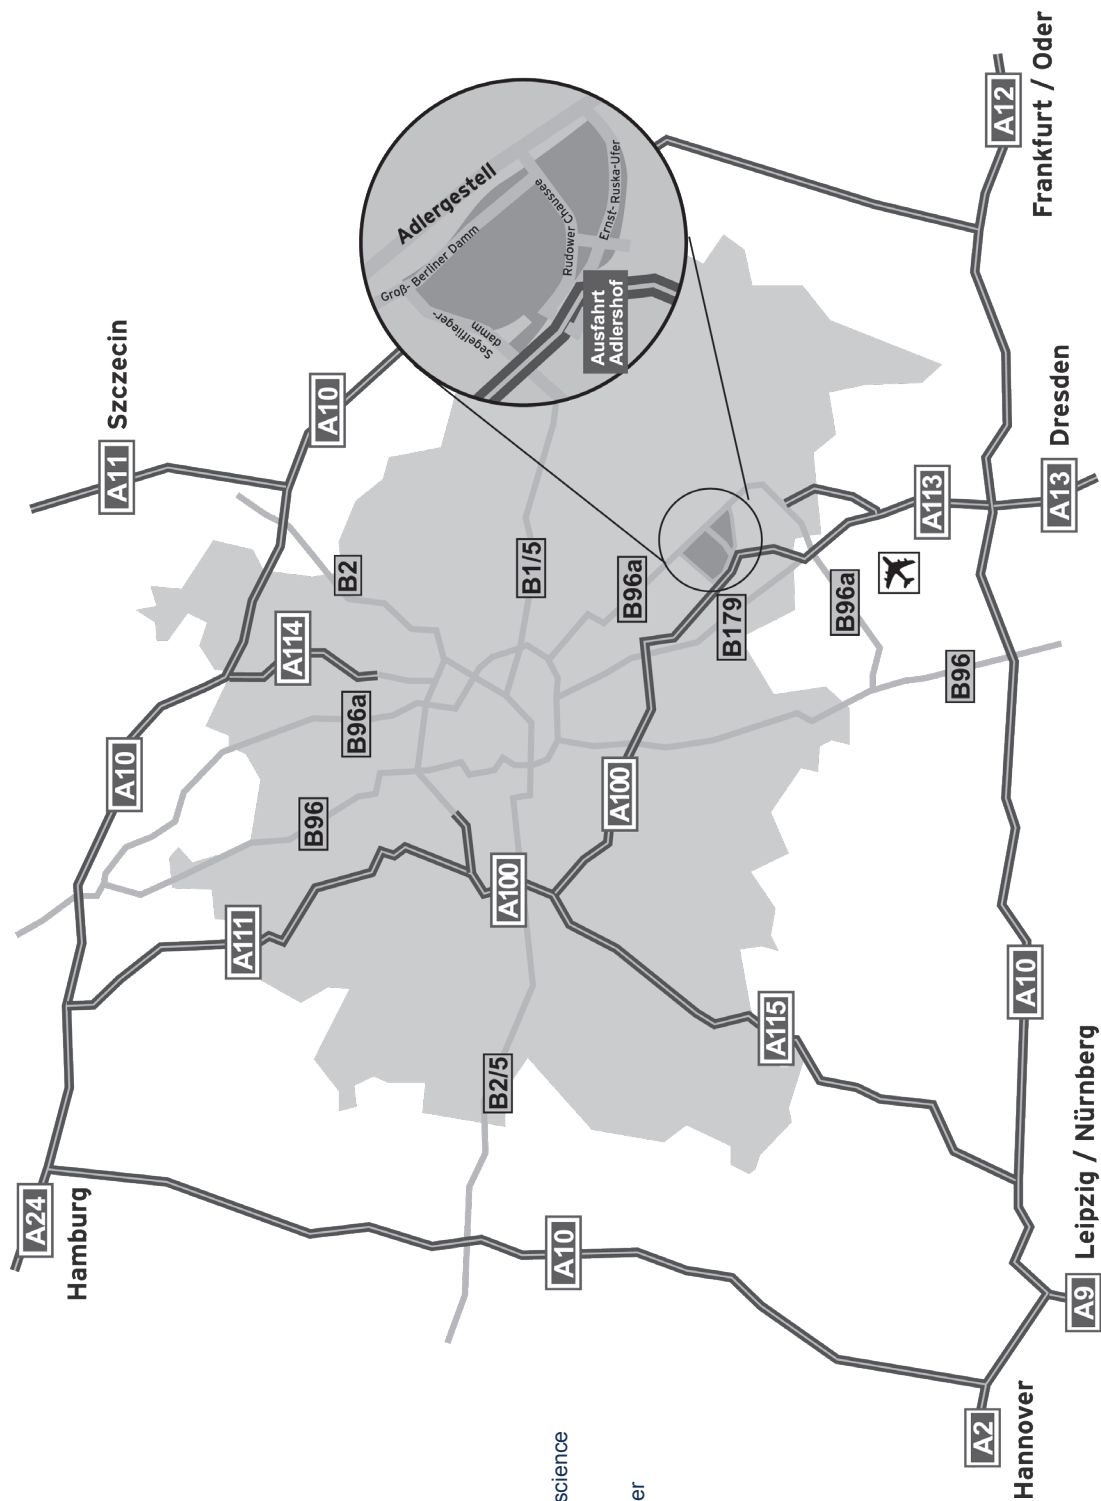 A24
Hamburg
A11
Szczecin
A10
A111
A114
B96
A10
B2
B96a
Adlergestell
Groß- Berliner Damm
Segelflieger-
damm
Rudower Chaussee
Ernst- Ruska-Ufer
Ausfahrt
Adlershof
B2/5
A100
B1/5
science
A10
A100
B96a
er
B179
A115
B96a
A113
B96
A2
Hannover
A10
A12
Frankfurt / Oder
A13
Dresden
A9
Leipzig / Nürnberg